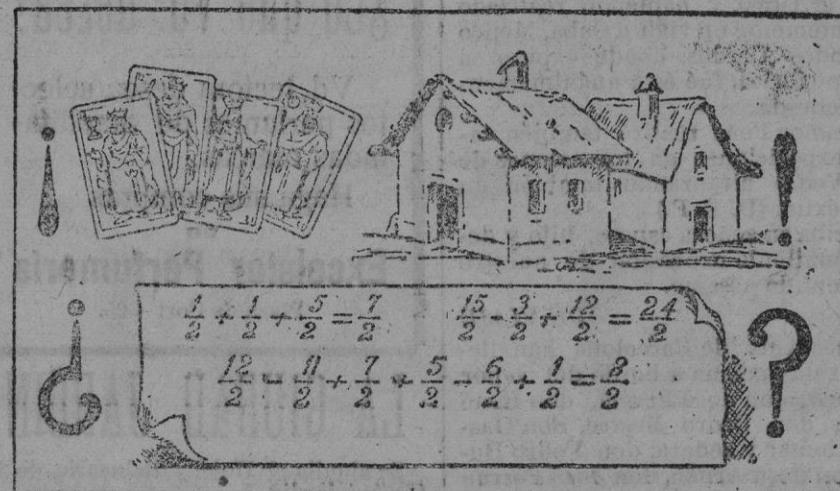 ¡ !
1/2 + 1/2 + 5/2 = 7/2 15/2 - 3/2 + 12/2 = 24/2
¿ 12/2 - 11/2 + 7/2 + 5/2 - 6/2 + 1/2 = 8/2 ?